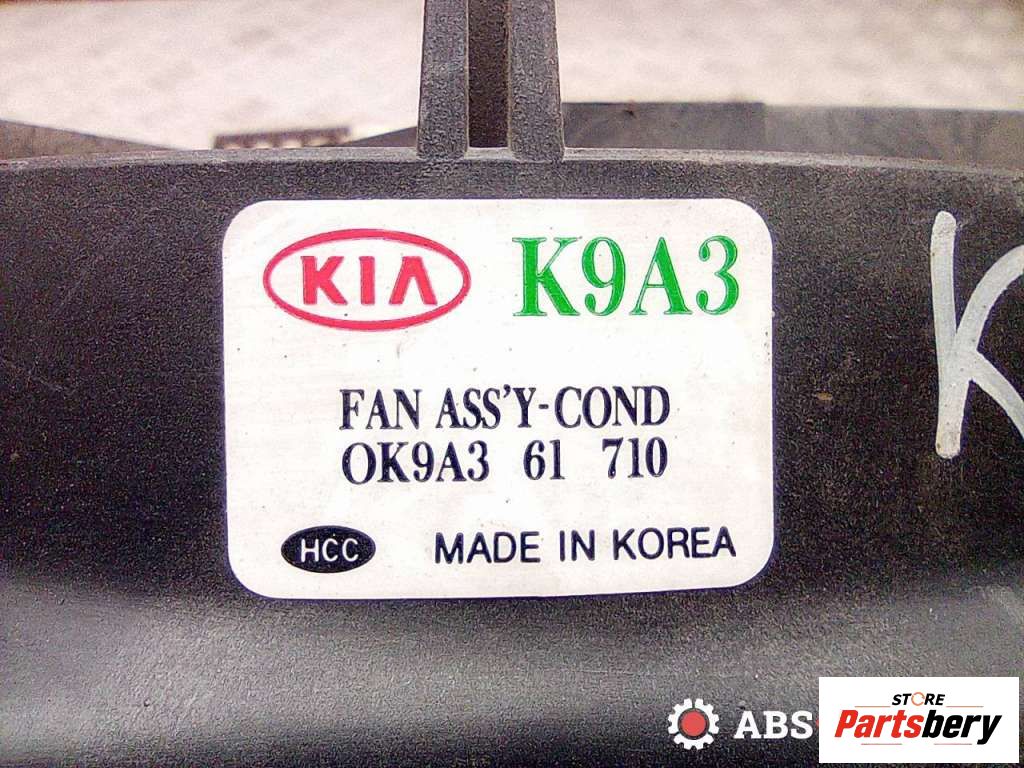 KIA K9A3
FAN ASS'Y-COND
OK9A3 61 710
HCC MADE IN KOREA
K
ABS
STORE
Partsbery